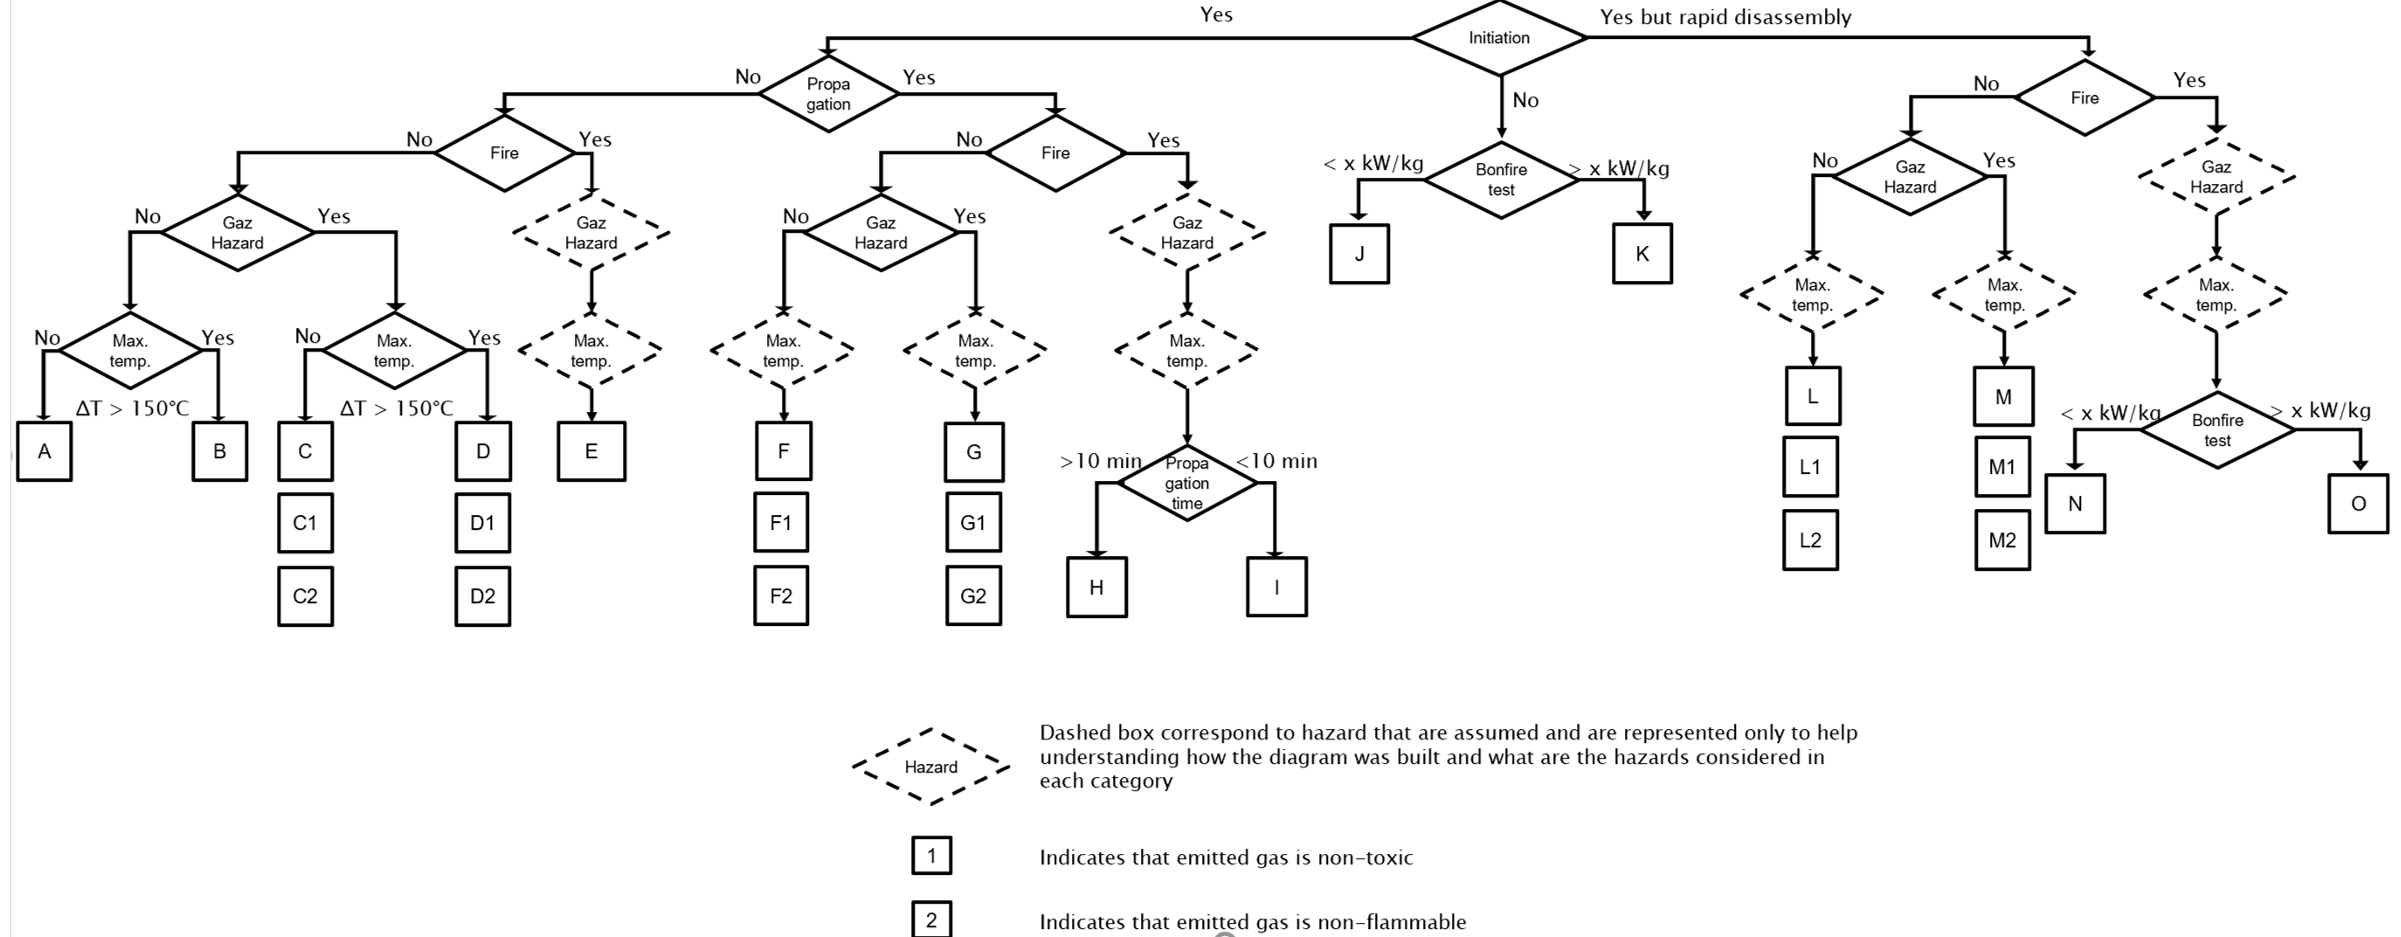 Yes
Initiation
Yes but rapid disassembly
No
Propa
gation
Yes
No
Fire
Yes
No
Fire
Yes
No
Fire
Yes
No
< x kW/kg
Bonfire
test
> x kW/kg
J
K
No
Gaz
Hazard
Yes
Gaz
Hazard
No
Gaz
Hazard
Yes
Gaz
Hazard
No
Gaz
Hazard
Yes
Gaz
Hazard
No
Max.
temp.
Yes
No
Max.
temp.
Yes
Max.
temp.
Max.
temp.
Max.
temp.
Max.
temp.
Max.
temp.
Max.
temp.
Max.
temp.
ΔT > 150°C
ΔT > 150°C
A
B
C
D
E
F
G
C1
D1
F1
G1
C2
D2
F2
G2
>10 min
Propa
gation
time
<10 min
H
I
L
M
L1
M1
L2
M2
< x kW/kg
Bonfire
test
> x kW/kg
N
O
Hazard
Dashed box correspond to hazard that are assumed and are represented only to help
understanding how the diagram was built and what are the hazards considered in
each category
1
Indicates that emitted gas is non-toxic
2
Indicates that emitted gas is non-flammable